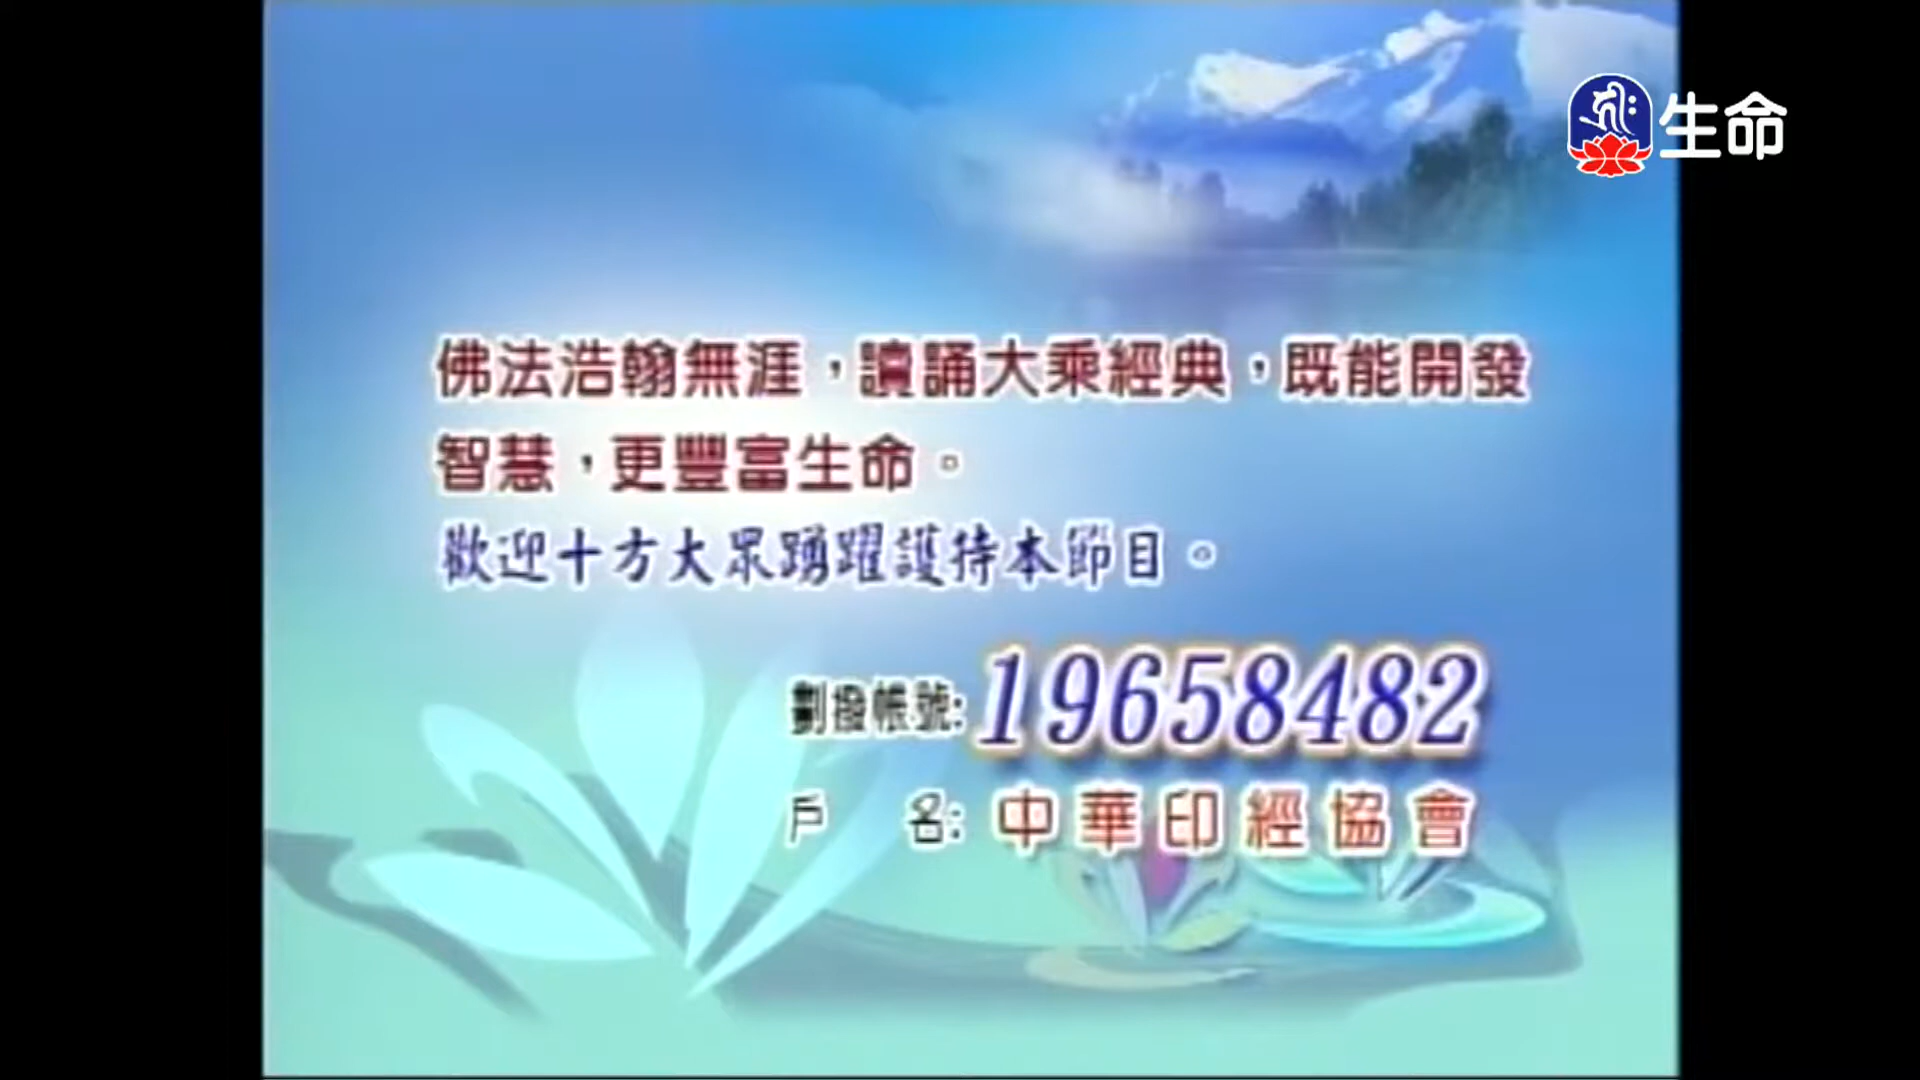 生命
佛法浩翰無涯，讀誦大乘經典，既能開發
智慧，更豐富生命。
歡迎十方大眾踴躍護持本節目。
劃撥帳號:19658482
戶 名:中華印經協會